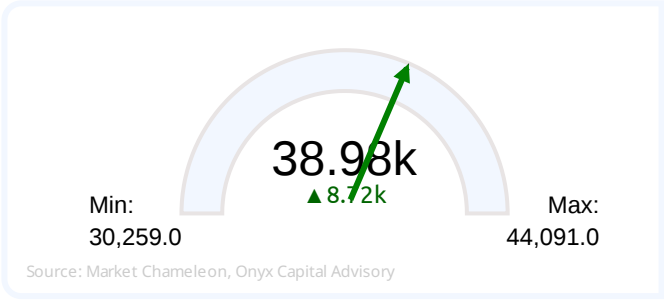 38.98k
▲8.72k
Min:
30,259.0
Max:
44,091.0
Source: Market Chameleon, Onyx Capital Advisory